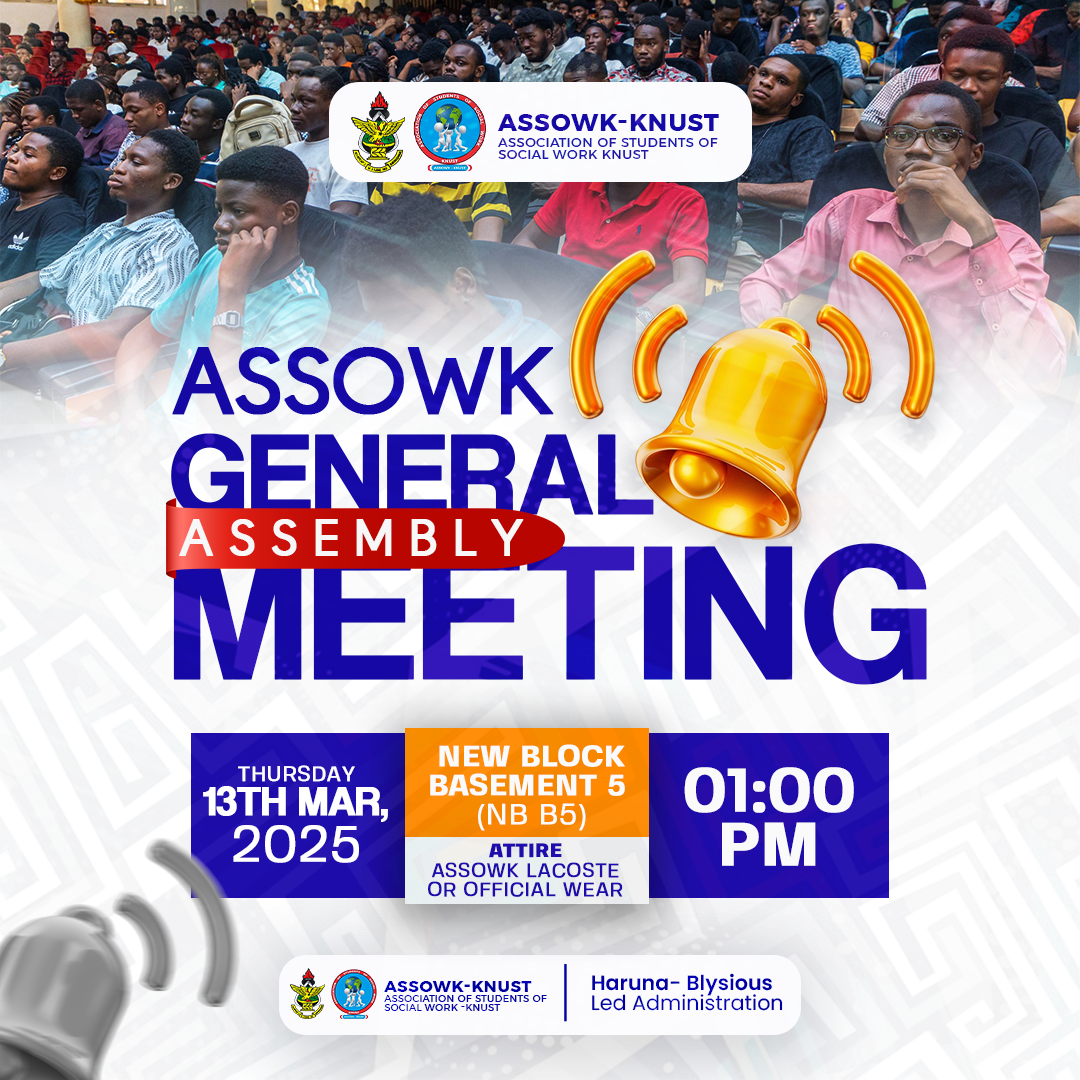 ASSOWK-KNUST
ASSOCIATION OF STUDENTS OF
SOCIAL WORK KNUST
ASSOWK
GENERAL
ASSEMBLY
MEETING
THURSDAY
13TH MAR,
2025
NEW BLOCK
BASEMENT 5
(NB B5)
ATTIRE
ASSOWK LACOSTE
OR OFFICIAL WEAR
01:00
PM
ASSOWK-KNUST
ASSOCIATION OF STUDENTS OF
SOCIAL WORK -KNUST
Haruna- Blysious
Led Administration
KNUST
adidas